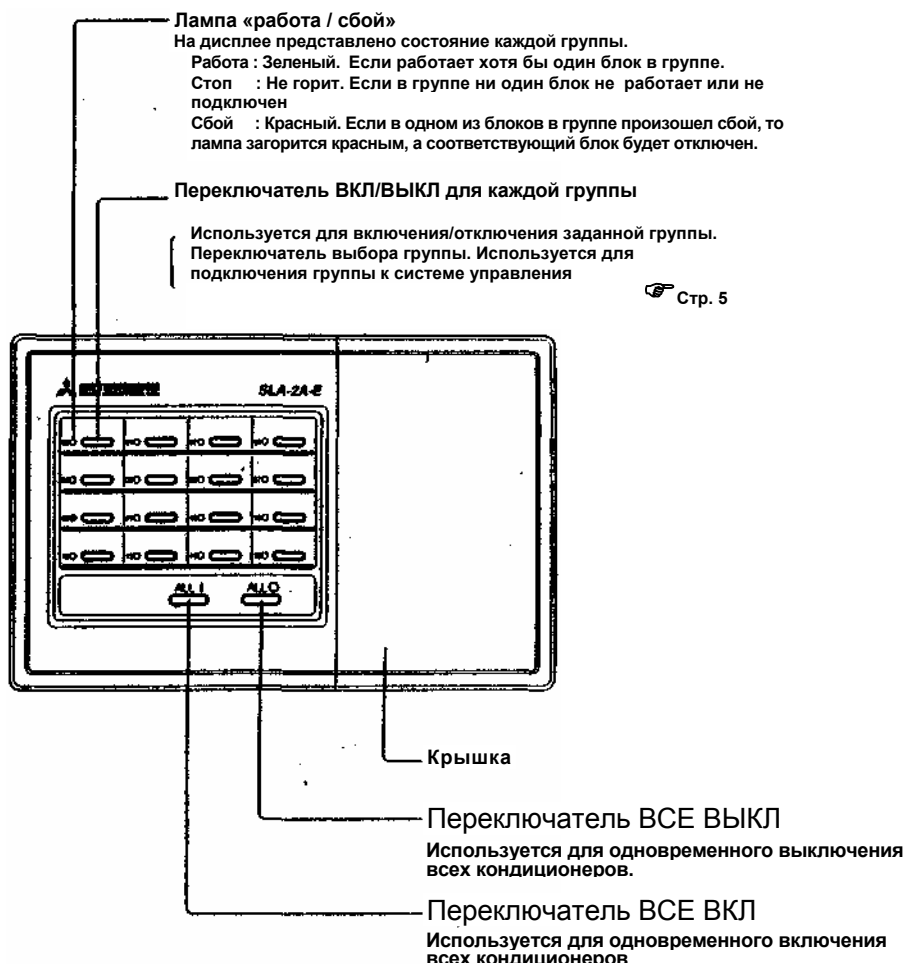 Лампа «работа / сбой»
На дисплее представлено состояние каждой группы.
Работа : Зеленый. Если работает хотя бы один блок в группе.
Стоп : Не горит. Если в группе ни один блок не работает или не
подключен
Сбой : Красный. Если в одном из блоков в группе произошел сбой, то
лампа загорится красным, а соответствующий блок будет отключен.
Переключатель ВКЛ/ВЫКЛ для каждой группы
Используется для включения/отключения заданной группы.
Переключатель выбора группы. Используется для
подключения группы к системе управления
Стр. 5
SLA-2A-E
ALL I ALL O
Крышка
Переключатель ВСЕ ВЫКЛ
Используется для одновременного выключения
всех кондиционеров.
Переключатель ВСЕ ВКЛ
Используется для одновременного включения
всех кондиционеров